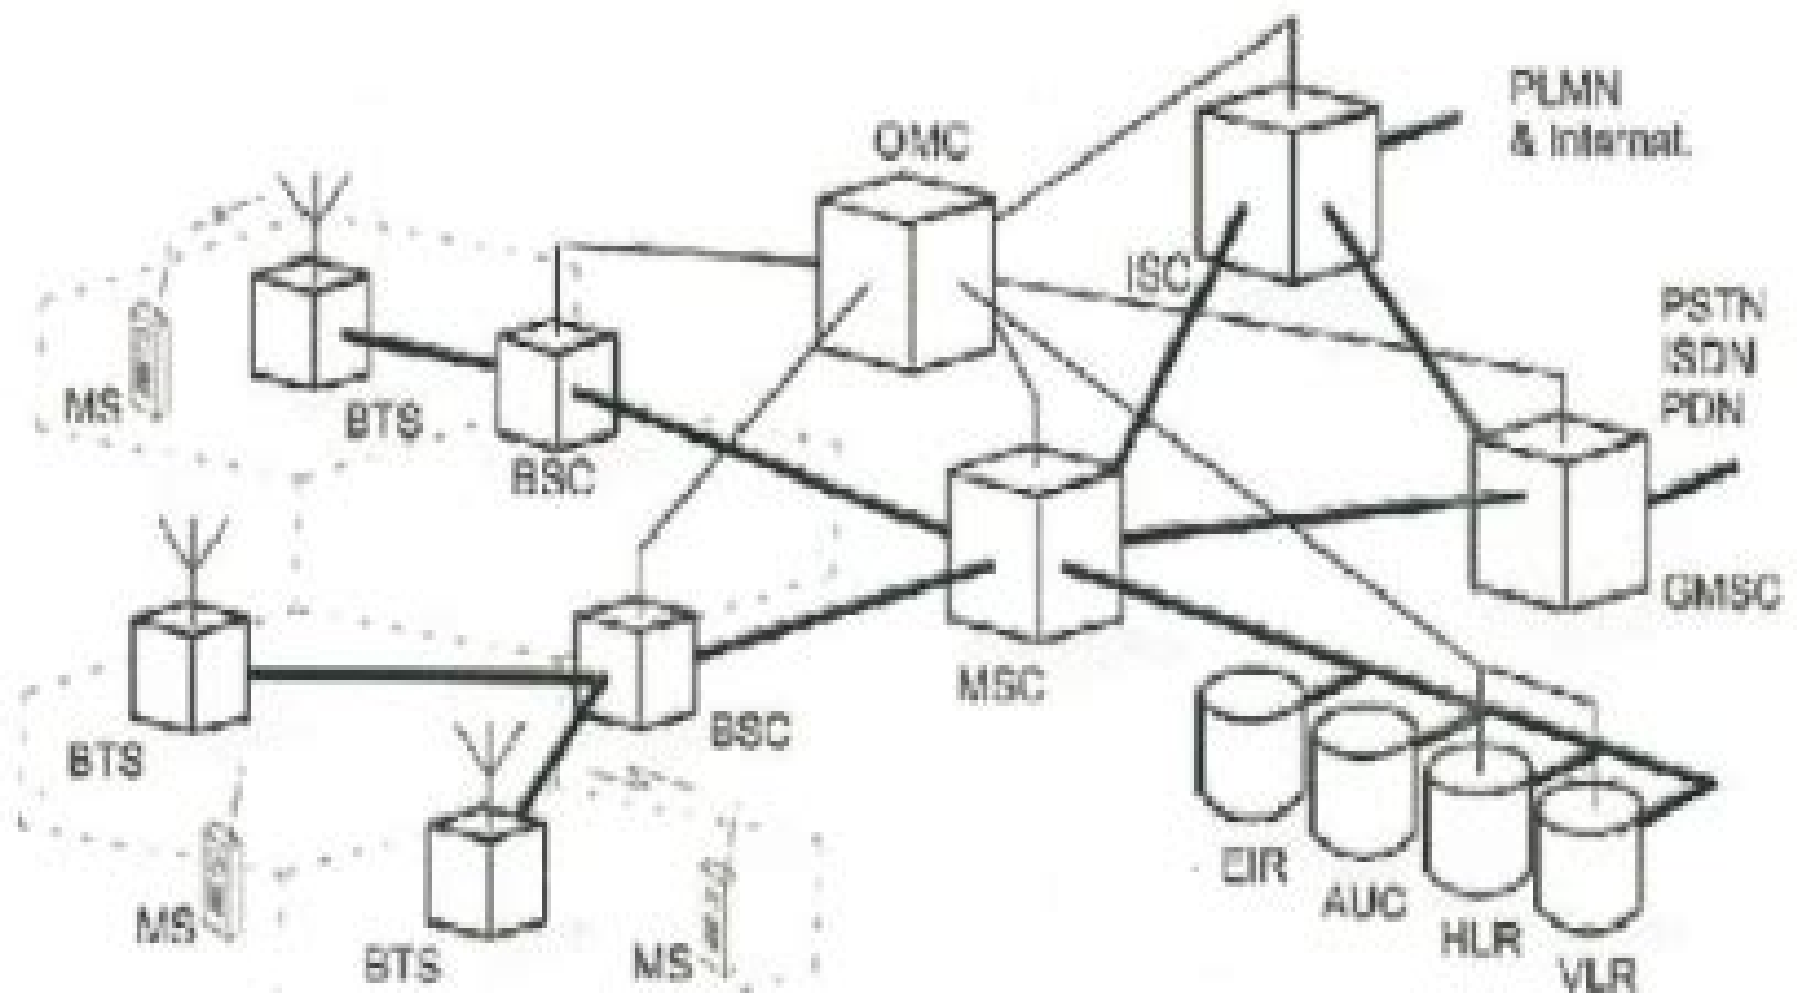 PLMN
& Internat.
OMC
ISC
PSTN
ISDN
PDN
MS
BTS
BSC
GMSC
MSC
BSC
BTS
EIR
AUC
HLR
VLR
MS
BTS
MS